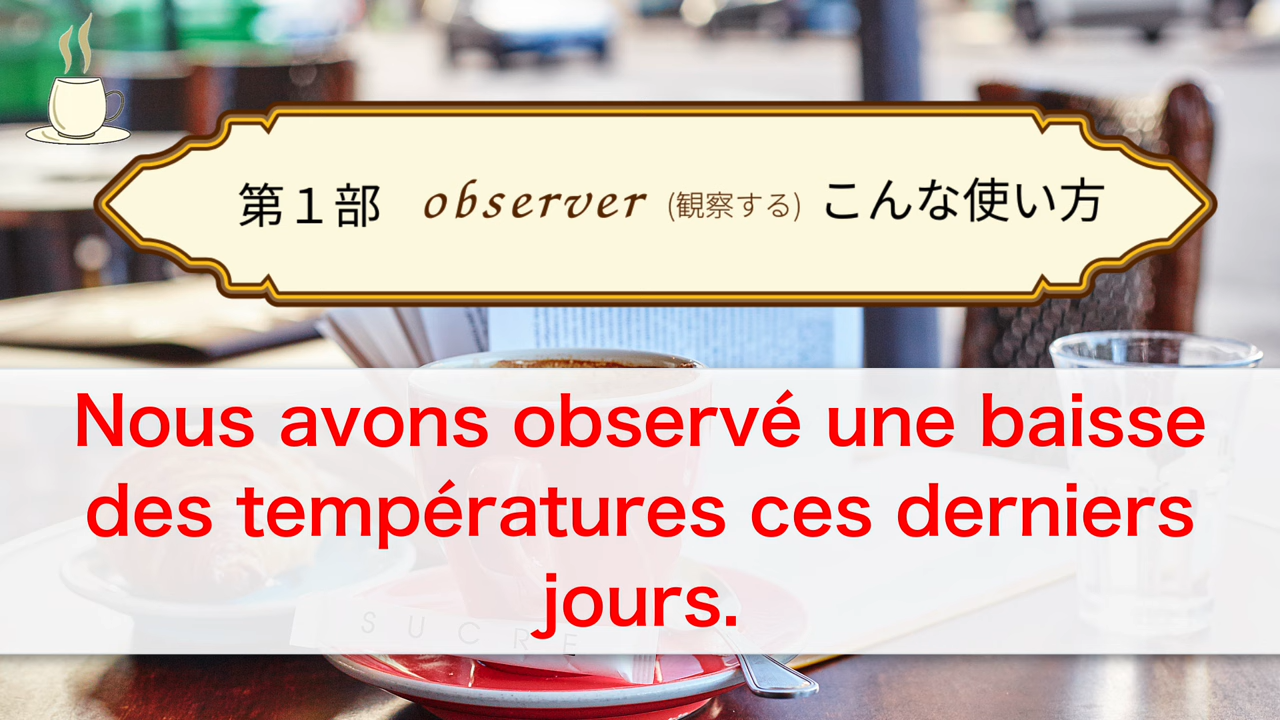 第１部 observer (観察する) こんな使い方
Nous avons observé une baisse
des températures ces derniers
jours.
SUCRE